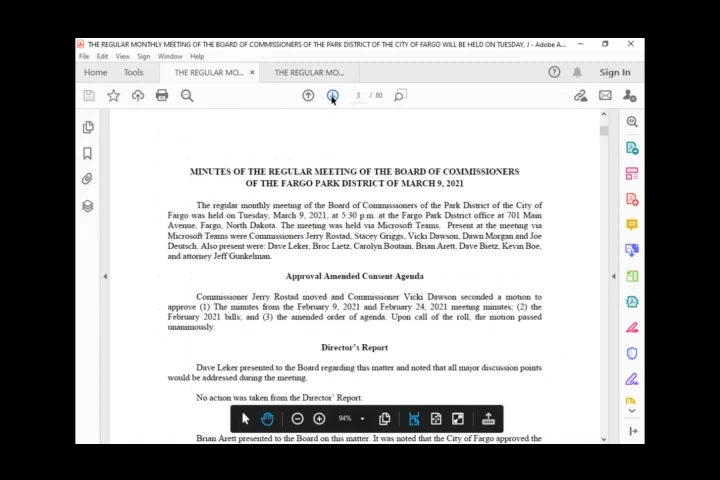 THE REGULAR MONTHLY MEETING OF THE BOARD OF COMMISSIONERS OF THE PARK DISTRICT OF THE CITY OF FARGO WILL BE HELD ON TUESDAY, J - Adobe A...
File Edit View Sign Window Help
Home Tools THE REGULAR MO... × THE REGULAR MO... Sign In
3 / 80
MINUTES OF THE REGULAR MEETING OF THE BOARD OF COMMISSIONERS
OF THE FARGO PARK DISTRICT OF MARCH 9, 2021
The regular monthly meeting of the Board of Commissioners of the Park District of the City of
Fargo was held on Tuesday, March 9, 2021, at 5:30 p.m. at the Fargo Park District office at 701 Main
Avenue, Fargo, North Dakota. The meeting was held via Microsoft Teams. Present at the meeting via
Microsoft Teams were Commissioners Jerry Rostad, Stacey Griggs, Vicki Dawson, Dawn Morgan and Joe
Deutsch. Also present were: Dave Leker, Broc Lietz, Carolyn Boutain, Brian Arett, Dave Bietz, Kevin Boe,
and attorney Jeff Gunkelman.
Approval Amended Consent Agenda
Commissioner Jerry Rostad moved and Commissioner Vicki Dawson seconded a motion to
approve (1) The minutes from the February 9, 2021 and February 24, 2021 meeting minutes; (2) the
February 2021 bills; and (3) the amended order of agenda. Upon call of the roll, the motion passed
unanimously.
Director's Report
Dave Leker presented to the Board regarding this matter and noted that all major discussion points
would be addressed during the meeting.
No action was taken from the Director' Report.
94%
Brian Arett presented to the Board on this matter. It was noted that the City of Fargo approved the